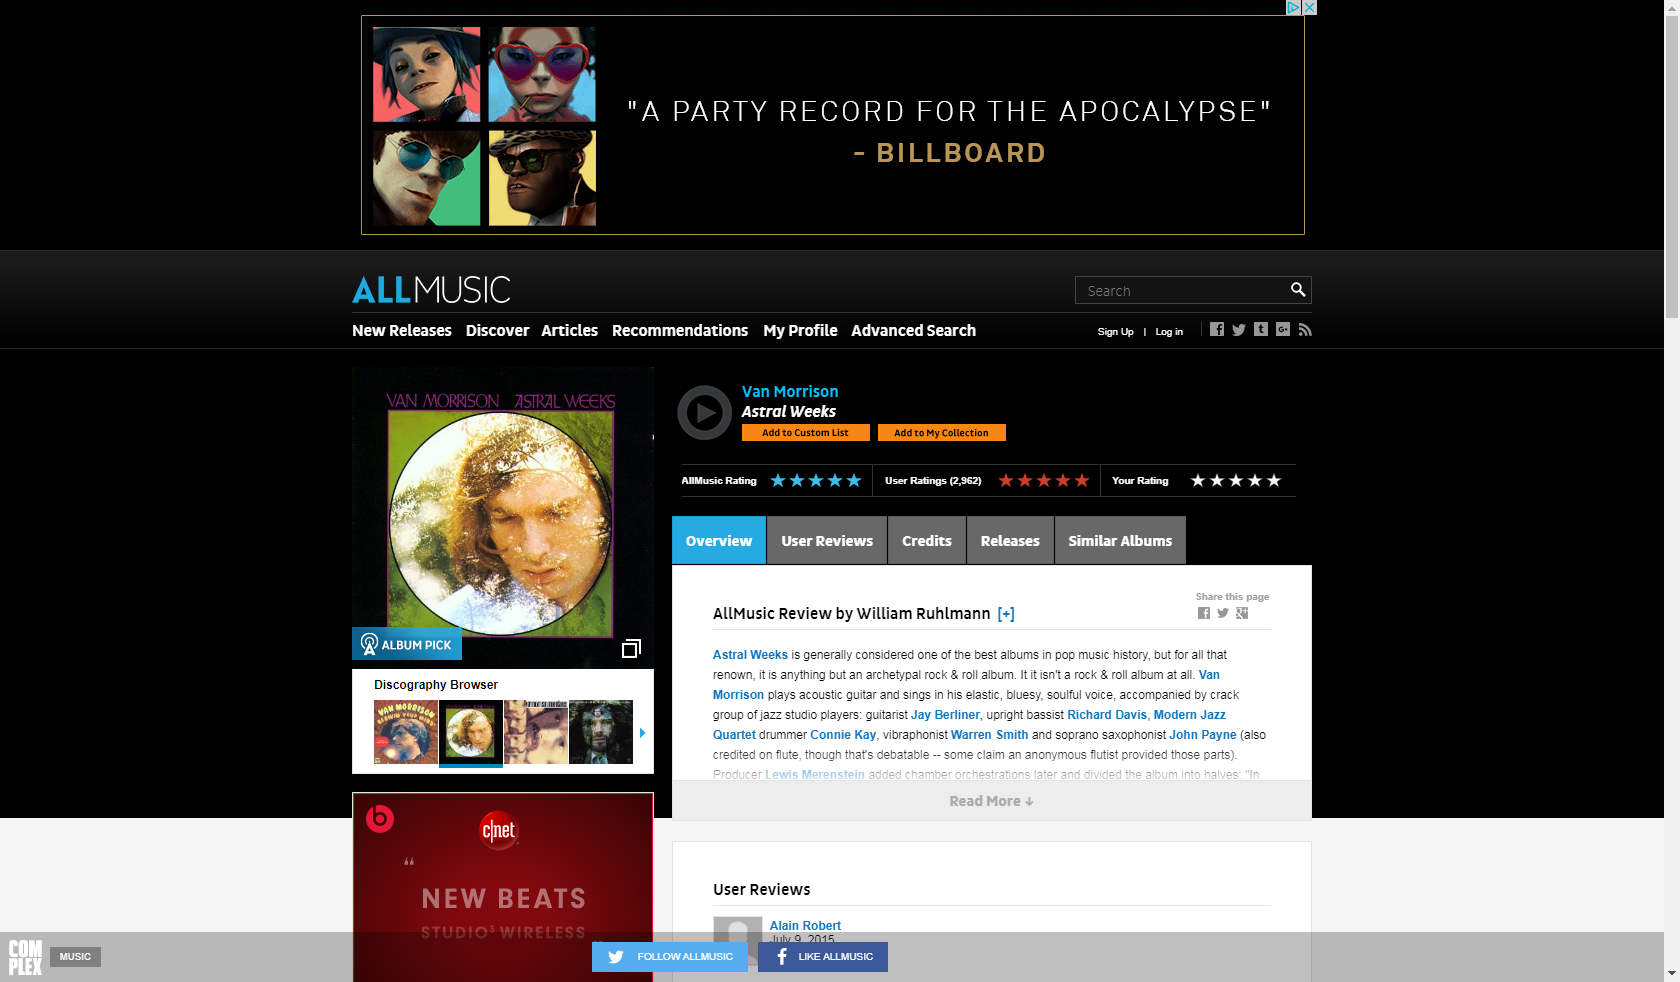 "A PARTY RECORD FOR THE APOCALYPSE"
- BILLBOARD
ALLMUSIC
Search
New Releases Discover Articles Recommendations My Profile Advanced Search
Sign Up | Log in
VAN MORRISON ASTRAL WEEKS
ALBUM PICK
Discography Browser
VAN MORRISON
Van Morrison
Astral Weeks
Add to Custom List Add to My Collection
AllMusic Rating User Ratings (2,962) Your Rating
Overview User Reviews Credits Releases Similar Albums
Share this page
AllMusic Review by William Ruhlmann [+]
Astral Weeks is generally considered one of the best albums in pop music history, but for all that
renown, it is anything but an archetypal rock & roll album. It it isn't a rock & roll album at all. Van
Morrison plays acoustic guitar and sings in his elastic, bluesy, soulful voice, accompanied by crack
group of jazz studio players: guitarist Jay Berliner, upright bassist Richard Davis, Modern Jazz
Quartet drummer Connie Kay, vibraphonist Warren Smith and soprano saxophonist John Payne (also
credited on flute, though that's debatable -- some claim an anonymous flutist provided those parts).
Producer Lewis Merenstein added chamber orchestrations later and divided the album into halves: "In
Read More ↓
b
c|net
“
NEW BEATS
STUDIO³ WIRELESS
User Reviews
Alain Robert
July 9, 2015
COMPLEX MUSIC
FOLLOW ALLMUSIC LIKE ALLMUSIC